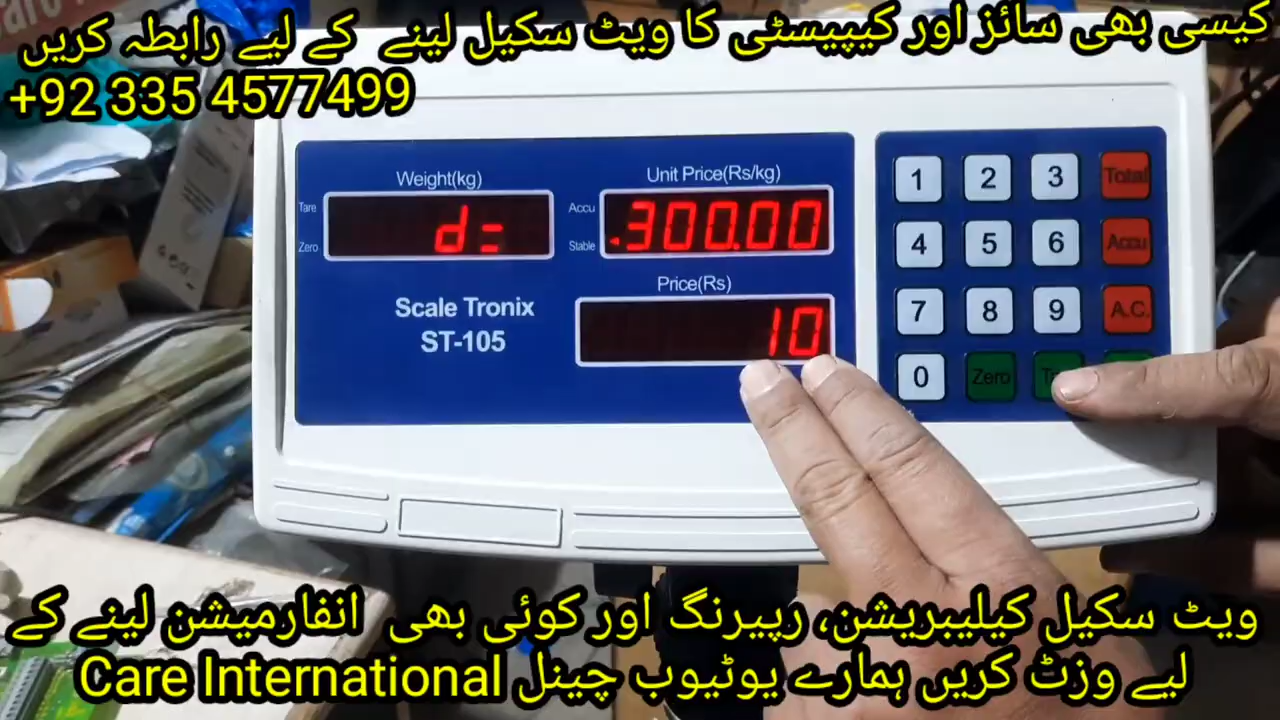 کیسی بھی سائز اور کیپیسٹی کا ویٹ سکیل لینے کے لیے رابطہ کریں
+92 335 4577499
Weight(kg)
Unit Price(Rs/kg)
Tare
Zero
d=
Accu
Stable
.300.00
Price(Rs)
10
Scale Tronix
ST-105
1 2 3 Total
4 5 6 Accu
7 8 9 A.C.
0 Zero
ویٹ سکیل کیلیبریشن، رپیرنگ اور کوئی بھی انفارمیشن لینے کے
لیے وزٹ کریں ہمارے یوٹیوب چینل Care International